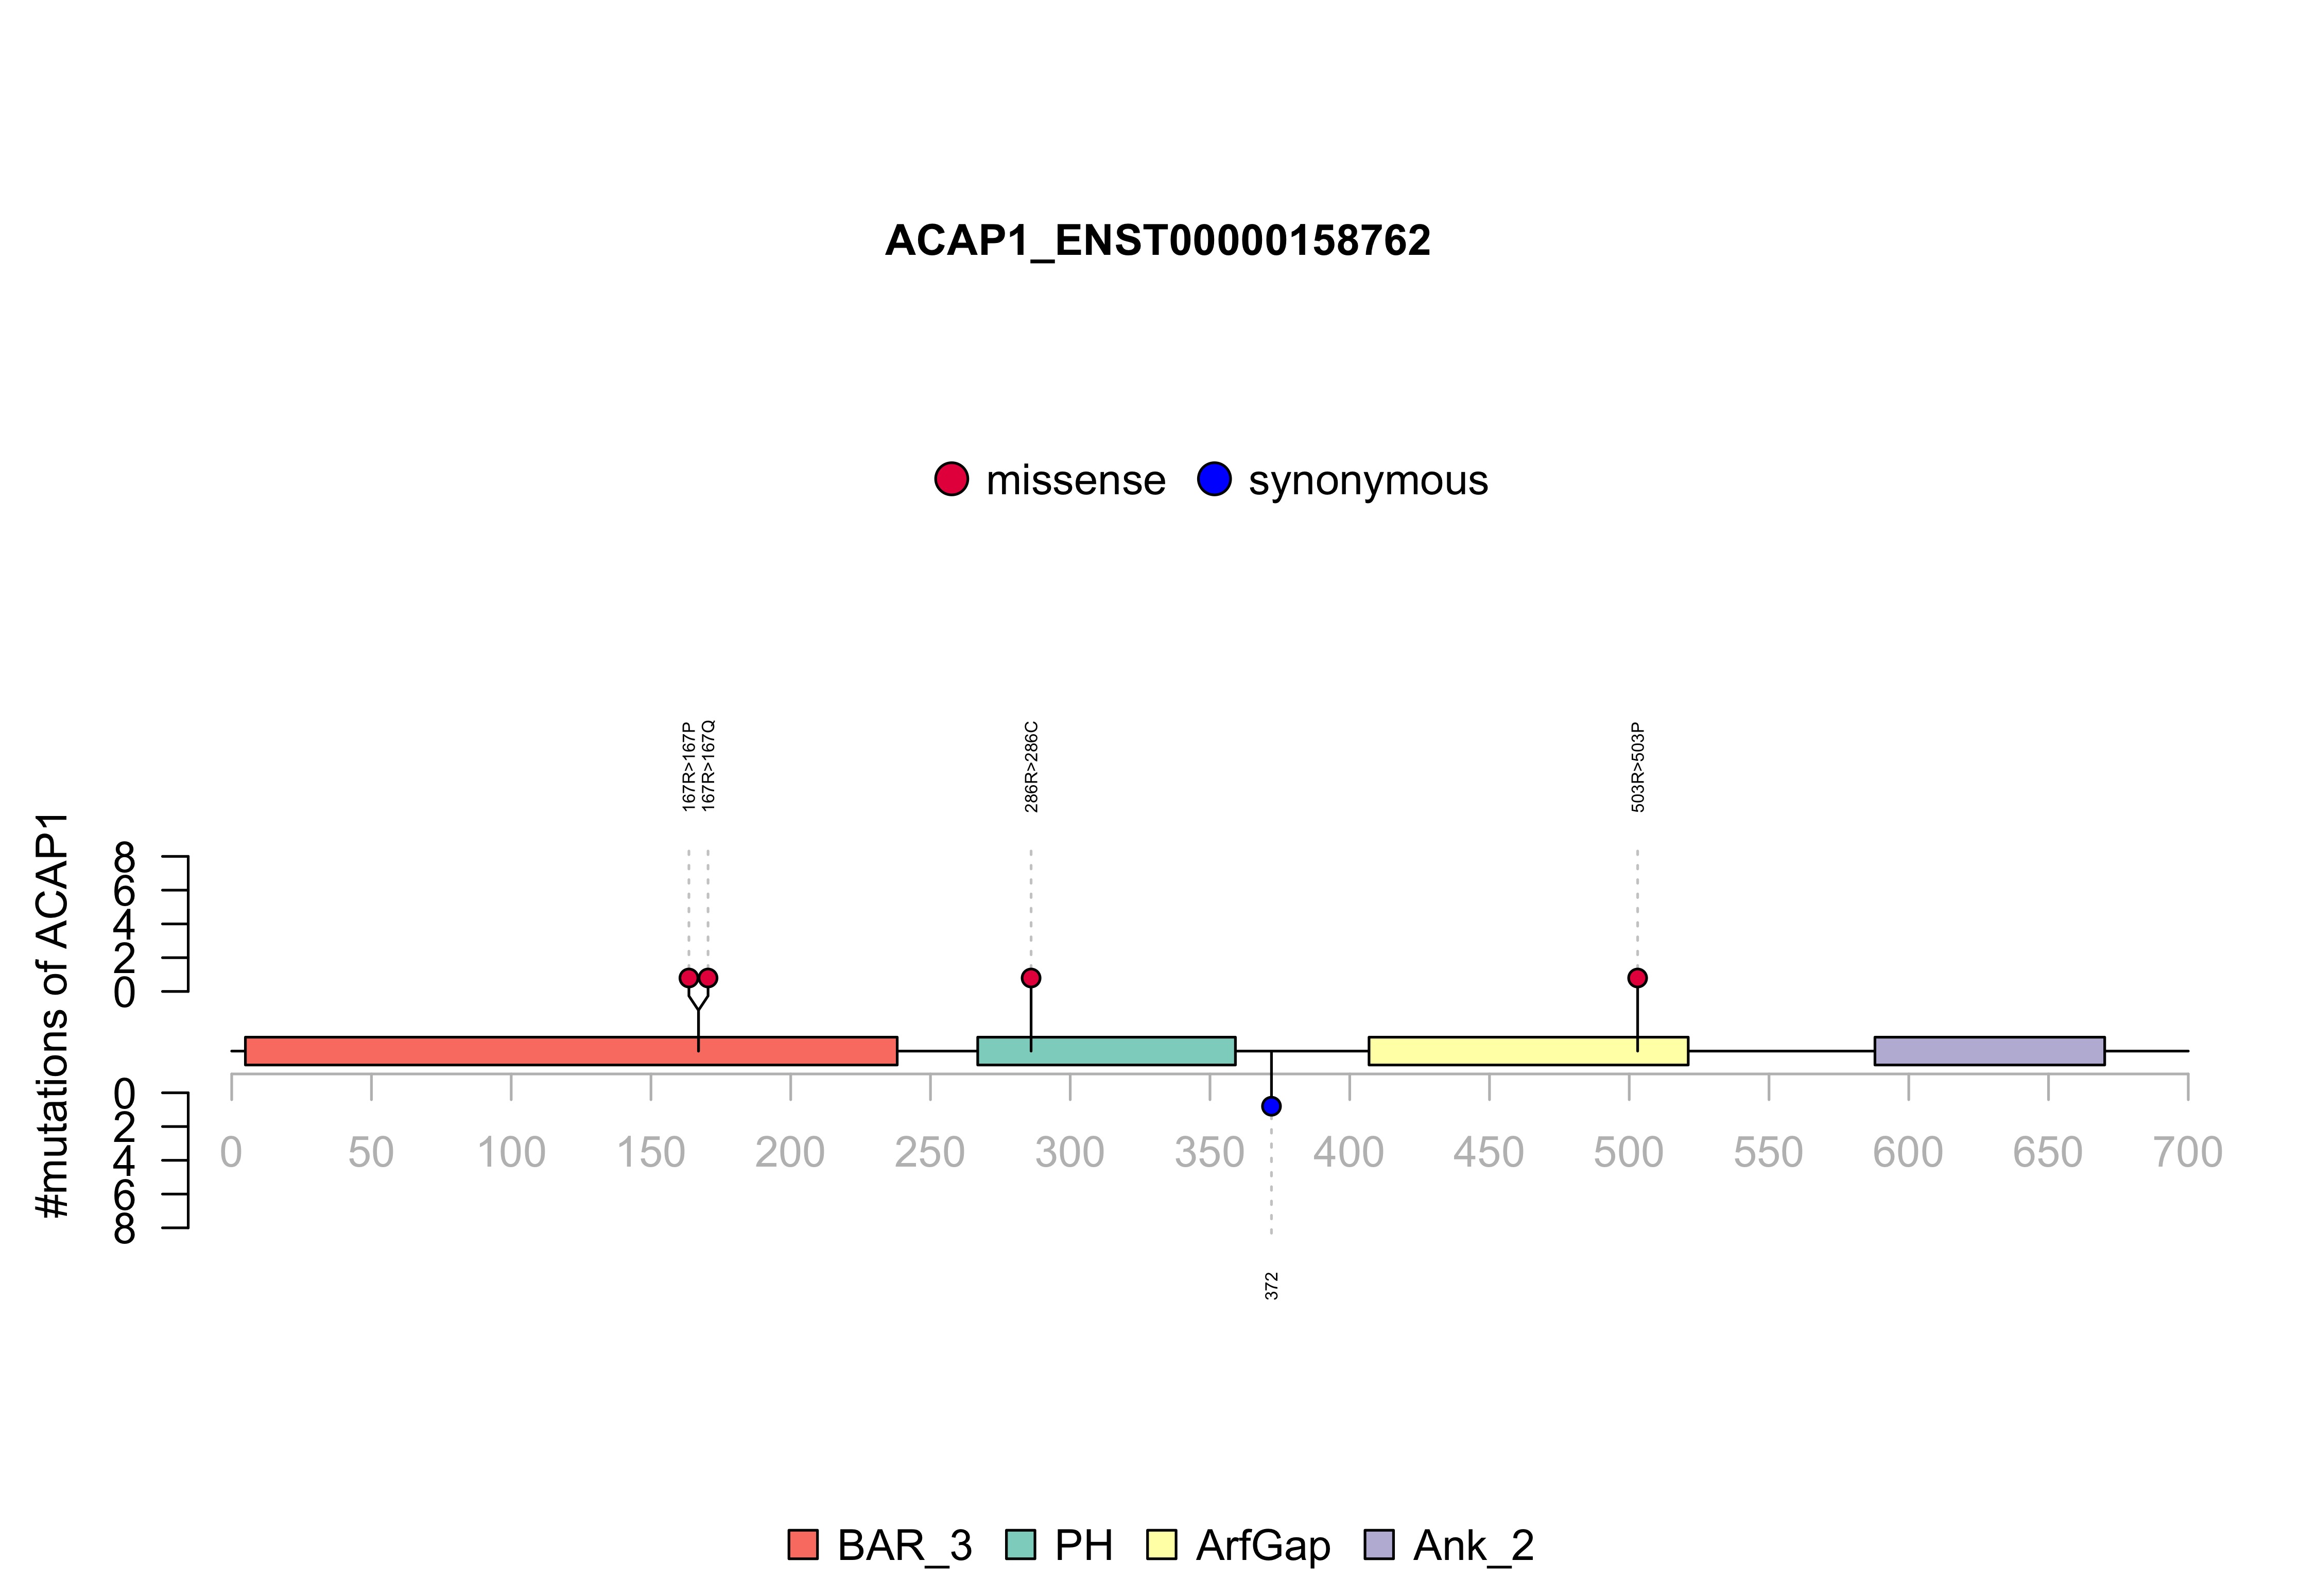 ACAP1_ENST00000158762
missense synonymous
167R>167P
167R>167Q
286R>286C
503R>503P
#mutations of ACAP1
8
6
4
2
0
0
2
4
6
8
0 50 100 150 200 250 300 350 400 450 500 550 600 650 700
372
BAR_3 PH ArfGap Ank_2